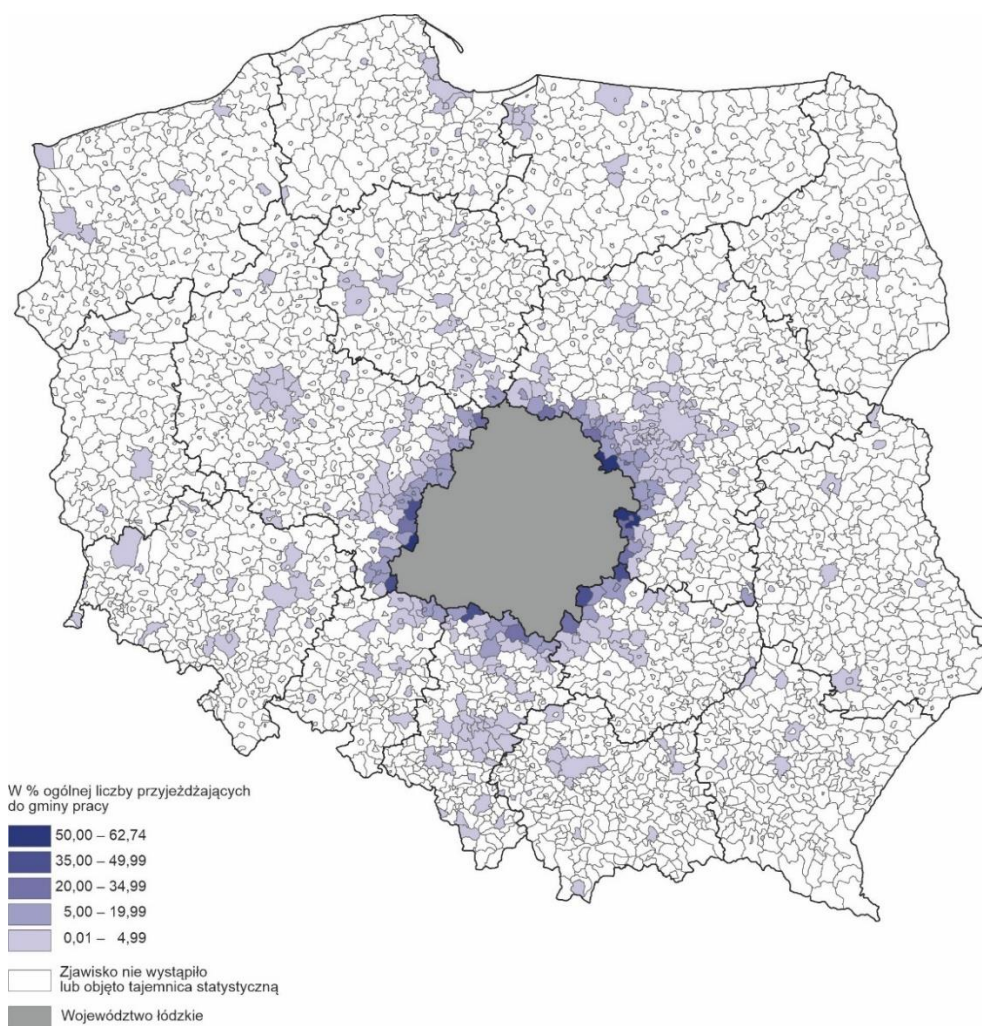 W % ogólnej liczby przyjeżdżających
do gminy pracy
50,00 – 62,74
35,00 – 49,99
20,00 – 34,99
5,00 – 19,99
0,01 – 4,99
Zjawisko nie wystąpiło
lub objęto tajemnica statystyczną
Województwo łódzkie